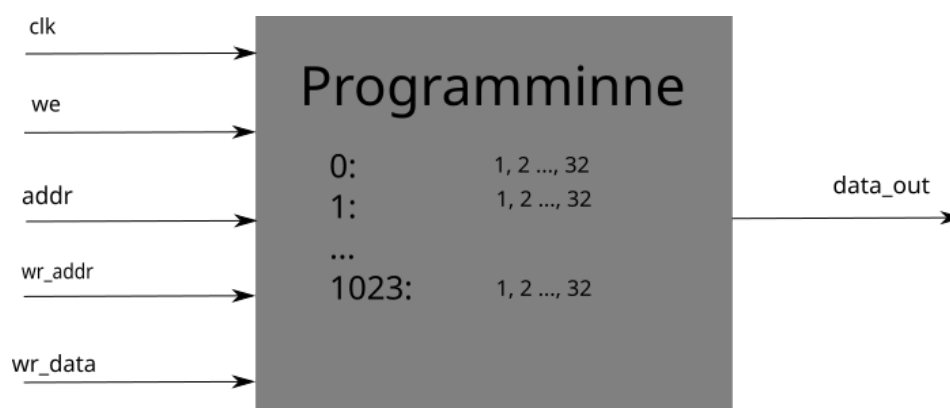 clk
we
addr
wr_addr
wr_data
Programminne
0: 1, 2 ..., 32
1: 1, 2 ..., 32
...
1023: 1, 2 ..., 32
data_out